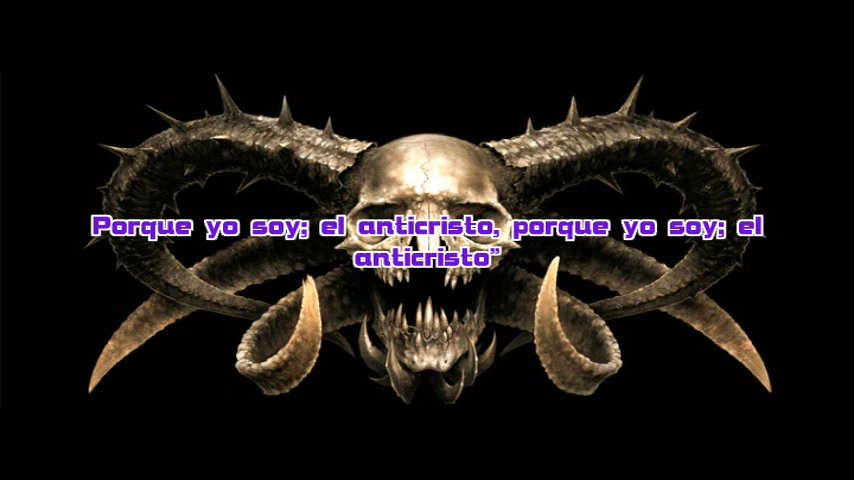 Porque yo soy; el anticristo, porque yo soy; el
anticristo”